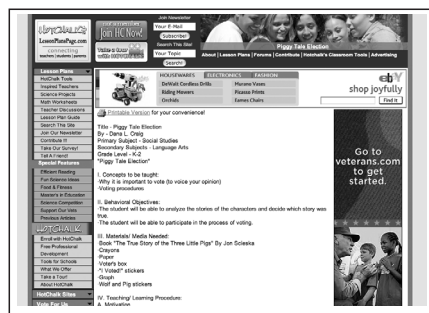 HOTCHALK'S
LessonPlansPage.com
connecting
teachers | students | parents
not a member?
Join HC Now!
Take a tour
Join Newsletter
Your E-Mail
Subscribe!
Search This Site
Your Topic
Search!
Piggy Tale Election
About | Lesson Plans | Forums | Contribute | Hotchalk's Classroom Tools | Advertising
Lesson Plans
HotChalk Tools
Inspired Teachers
Science Projects
Math Worksheets
Teacher Discussions
Lesson Plan Guide
Search This Site
Join Our Newsletter
Contribute It!
Take Our Survey!
Tell A Friend!
Special Features
Efficient Reading
Fun Science Ideas
Food & Fitness
Master's in Education
Science Competition
Support Our Vets
Previous Articles
HOTCHALK
Enroll with HotChalk
Free Professional
Development
Tools for Schools
What We Offer
Take a Tour!
About HotChalk
HotChalk Sites
Vote For Us
HOUSEWARES
ELECTRONICS
FASHION
DeWalt Cordless Drills
Riding Mowers
Orchids
Murano Vases
Picasso Prints
Eames Chairs
ebY
shop joyfully
Find it
Printable Version for your convenience!
Title - Piggy Tale Election
By - Dana L. Craig
Primary Subject - Social Studies
Secondary Subjects - Language Arts
Grade Level - K-2
"Piggy Tale Election"
I. Concepts to be taught:
-Why it is important to vote (to voice your opinion)
-Voting procedures
II. Behavioral Objectives:
-The student will be able to analyze the stories of the characters and decide which story was
true.
-The student will be able to participate in the process of voting.
III. Materials/ Media Needed:
-Book "The True Story of the Three Little Pigs" By Jon Scieska
-Crayons
-Paper
-Voter's box
-"I Voted!" stickers
-Graph
-Wolf and Pig stickers
IV. Teaching/ Learning Procedure:
A. Motivation
Go to
veterans.com
to get
started.